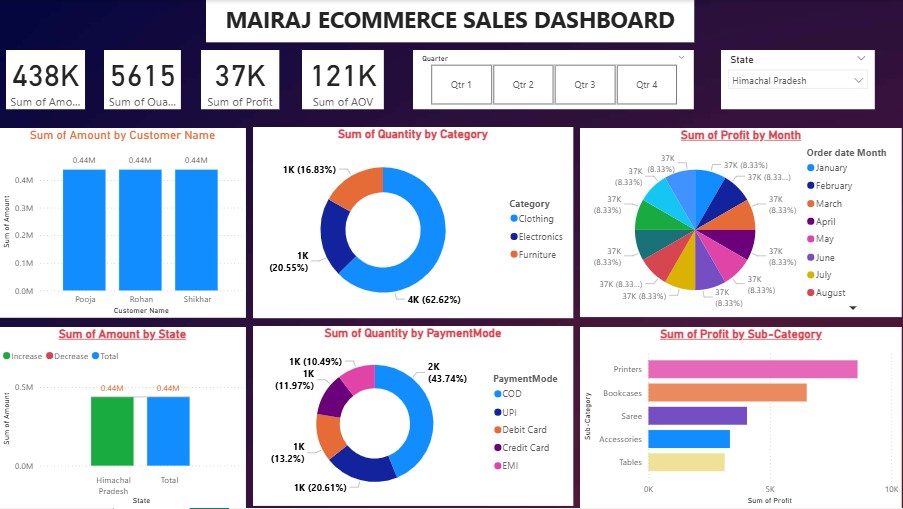 MAIRAJ ECOMMERCE SALES DASHBOARD
438K
Sum of Amo...
5615
Sum of Qua...
37K
Sum of Profit
121K
Sum of AOV
Quarter
Qtr 1
Qtr 2
Qtr 3
Qtr 4
State
Himachal Pradesh
Sum of Amount by Customer Name
Sum of Amount
0.4M
0.3M
0.2M
0.1M
0.0M
0.44M
0.44M
0.44M
Pooja
Rohan
Shikhar
Customer Name
Sum of Quantity by Category
1K (16.83%)
1K
(20.55%)
4K (62.62%)
Category
Clothing
Electronics
Furniture
Sum of Profit by Month
37K (8.33%)
37K (8.33...)
37K
(8.33%)
37K
(8.33%)
37K
(8.33%)
37K
(8.33%)
37K (8.33%)
37K (8.33...)
37K
(8.33%)
37K
(8.33%)
37K
(8.33%)
37K
(8.33%)
Order date Month
January
February
March
April
May
June
July
August
Sum of Amount by State
Increase
Decrease
Total
Sum of Amount
0.5M
0.0M
0.44M
0.44M
Himachal
Pradesh
Total
State
Sum of Quantity by PaymentMode
1K (10.49%)
1K
(11.97%)
1K
(13.2%)
1K (20.61%)
2K
(43.74%)
PaymentMode
COD
UPI
Debit Card
Credit Card
EMI
Sum of Profit by Sub-Category
Sub-Category
Printers
Bookcases
Saree
Accessories
Tables
0K
5K
10K
Sum of Profit